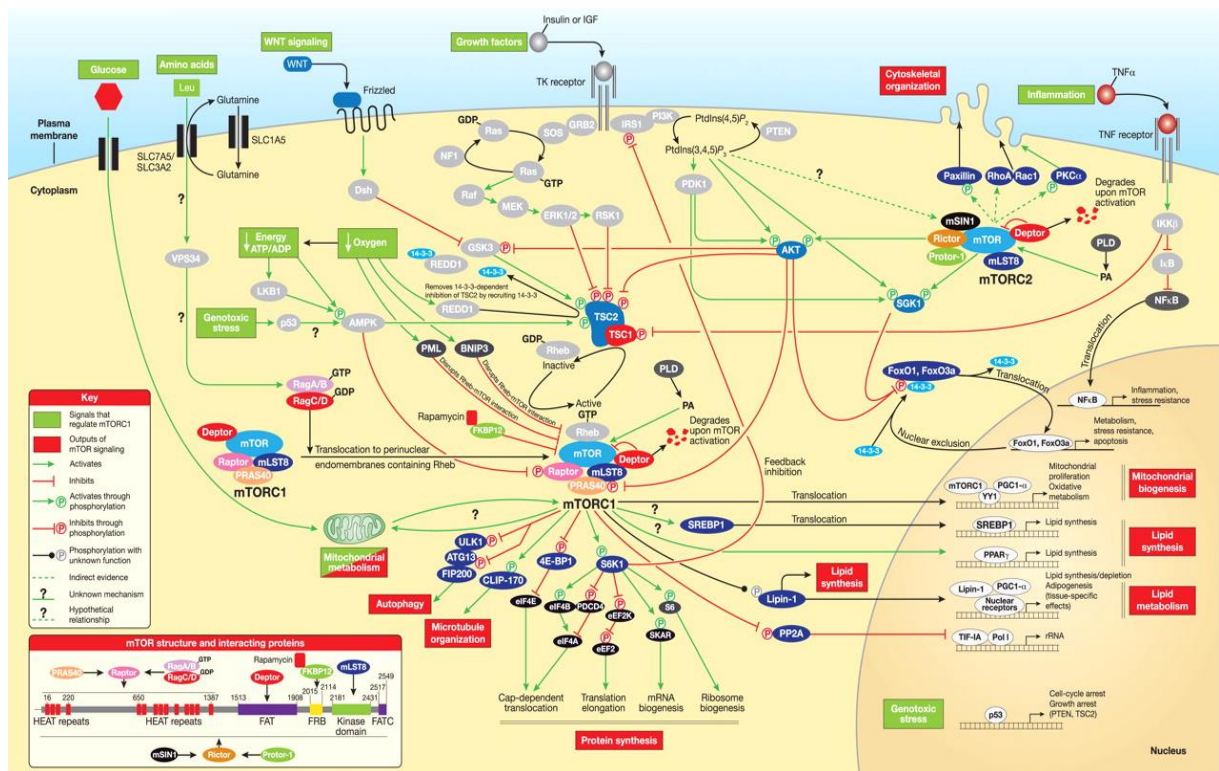 Insulin or IGF
WNT signaling
Growth factors
TNFα
Glucose
Amino acids
WNT
TK receptor
Cytoskeletal
organization
Inflammation
Leu
Glutamine
Frizzled
Plasma
membrane
SLC1A5
GDP
Ras
SOS
GRB2
IRS1
PI3K
PtdIns(4,5)P2
PTEN
TNF receptor
SLC7A5/
SLC3A2
NF1
PtdIns(3,4,5)P3
Cytoplasm
Glutamine
Ras
GTP
?
Dsh
Raf
PDK1
?
Paxillin
RhoA
Rac1
PKCα
Degrades
upon mTOR
activation
MEK
ERK1/2
RSK1
mSIN1
IKKβ
Energy
ATP/ADP
Oxygen
GSK3
AKT
Rictor
mTOR
Deptor
PLD
VPS34
14-3-3
REDD1
Protor-1
mLST8
IκB
14-3-3
mTORC2
PA
LKB1
Removes 14-3-3-dependent
inhibition of TSC2 by recruiting 14-3-3
SGK1
NFκB
?
REDD1
TSC2
Genotoxic
stress
p53
?
AMPK
TSC1
PML
BNIP3
GDP
Rheb
Inactive
Translocation
Disrupts Rheb-mTOR interaction
Disrupts Rheb-mTOR interaction
PLD
FoxO1, FoxO3a
14-3-3
14-3-3
Translocation
RagA/B
GTP
GDP
RagC/D
Active
GTP
PA
NFκB
Inflammation,
stress resistance
Key
Signals that
regulate mTORC1
Outputs of
mTOR signaling
Activates
Inhibits
Activates through
phosphorylation
Inhibits through
phosphorylation
Phosphorylation with
unknown function
Indirect evidence
? Unknown mechanism
? Hypothetical
relationship
Rapamycin
FKBP12
Rheb
Degrades
upon mTOR
activation
Nuclear exclusion
14-3-3
FoxO1, FoxO3a
Metabolism,
stress resistance,
apoptosis
Deptor
mTOR
Raptor
mLST8
PRAS40
mTORC1
Translocation to perinuclear
endomembranes containing Rheb
mTOR
Deptor
Raptor
mLST8
PRAS40
mTORC1
Feedback
inhibition
Translocation
mTORC1
PGC1-α
YY1
Mitochondrial
proliferation
Oxidative
metabolism
Mitochondrial
biogenesis
?
?
?
SREBP1
Translocation
SREBP1
Lipid synthesis
Lipid
synthesis
Mitochondrial
metabolism
ULK1
ATG13
FIP200
4E-BP1
S6K1
PPARγ
Lipid synthesis
CLIP-170
Lipid
synthesis
Autophagy
eIF4E
eIF4B
PDCD4
eEF2K
S6
Lipin-1
Lipin-1
PGC1-α
Nuclear
receptors
Lipid synthesis/depletion
Adipogenesis
(tissue-specific
effects)
Lipid
metabolism
Microtubule
organization
eIF4A
eEF2
SKAR
PP2A
TIF-IA
Pol I
rRNA
mTOR structure and interacting proteins
PRAS40
Raptor
RagA/B
GTP
RagC/D
GDP
Rapamycin
Deptor
FKBP12
mLST8
16
220
650
1387
1513
1908
2015
2114
2181
2431
2517
2549
HEAT repeats
HEAT repeats
FAT
FRB
Kinase
domain
FATC
mSIN1
Rictor
Protor-1
Cap-dependent
translocation
Translation
elongation
mRNA
biogenesis
Ribosome
biogenesis
Protein synthesis
Genotoxic
stress
p53
Cell-cycle arrest
Growth arrest
(PTEN, TSC2)
Nucleus